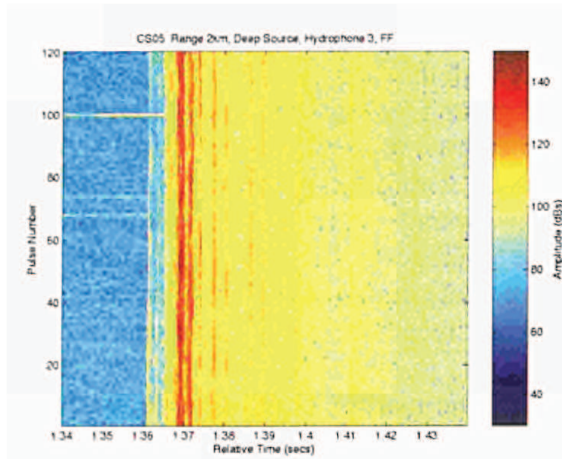 CS05 Range 2km, Deep Source, Hydrophone 3, FF
120
100
80
60
40
20
Pulse Number
1.34 1.35 1.36 1.37 1.38 1.39 1.4 1.41 1.42 1.43
Relative Time (secs)
140
120
100
80
60
40
Amplitude (dBs)